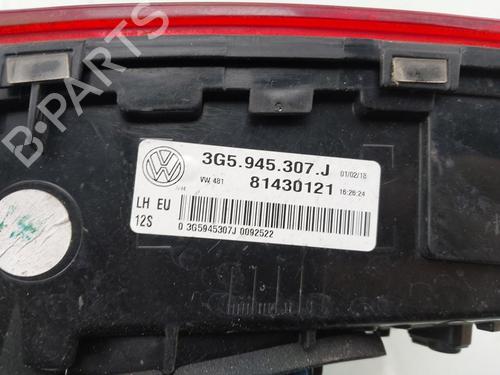 B-PARTS
3G5.945.307.J 01/02/18
VW 481 81430121 16:26:24
LH EU
12S
0 3G5945307J 0092522